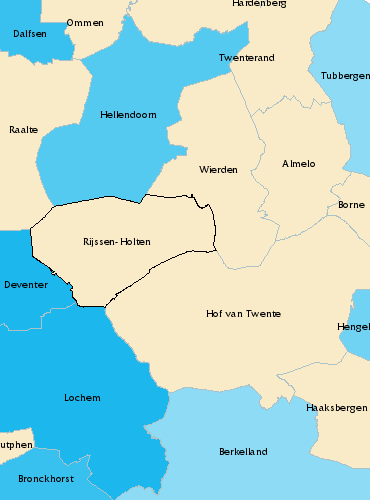 Hardenberg
Ommen
Dalfsen
Twenterand
Tubbergen
Hellendoorn
Raalte
Almelo
Wierden
Borne
Rijssen-Holten
Deventer
Hof van Twente
Hengel
Lochem
Haaksbergen
utphen
Berkelland
Bronckhorst